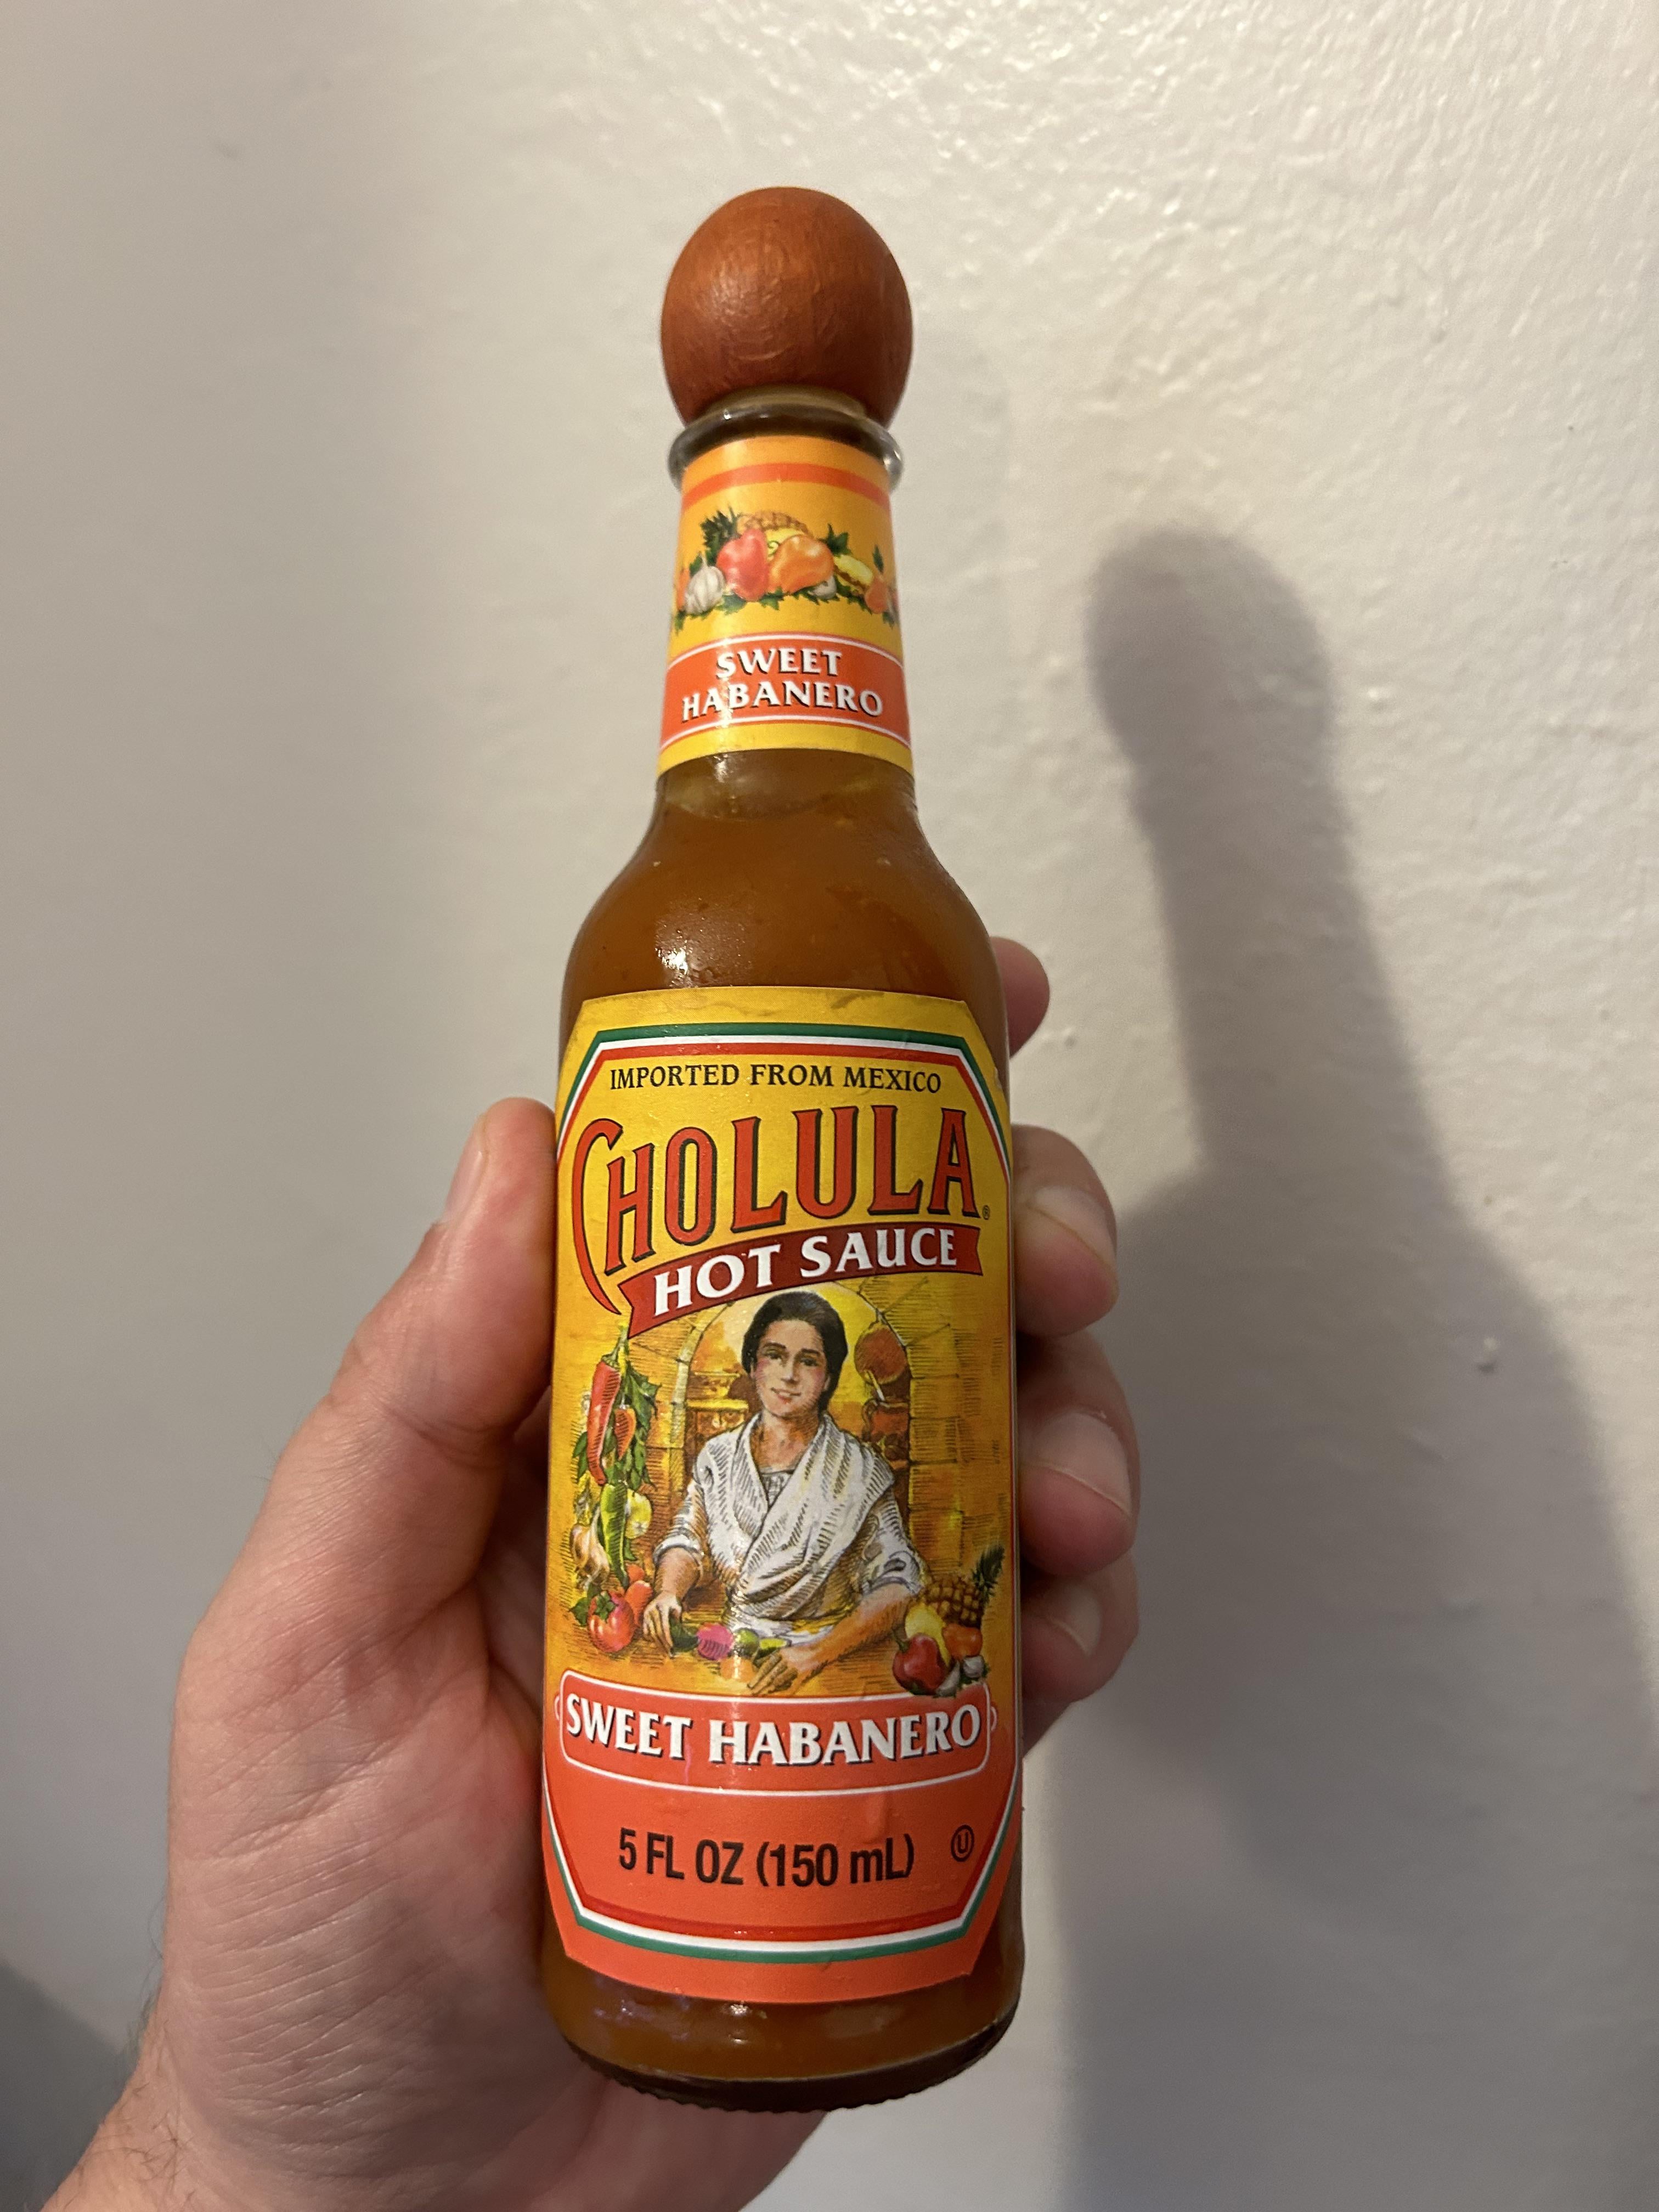 SWEET
HABANERO
IMPORTED FROM MEXICO
CHOLULA®
HOT SAUCE
SWEET HABANERO
5 FL OZ (150 mL) U